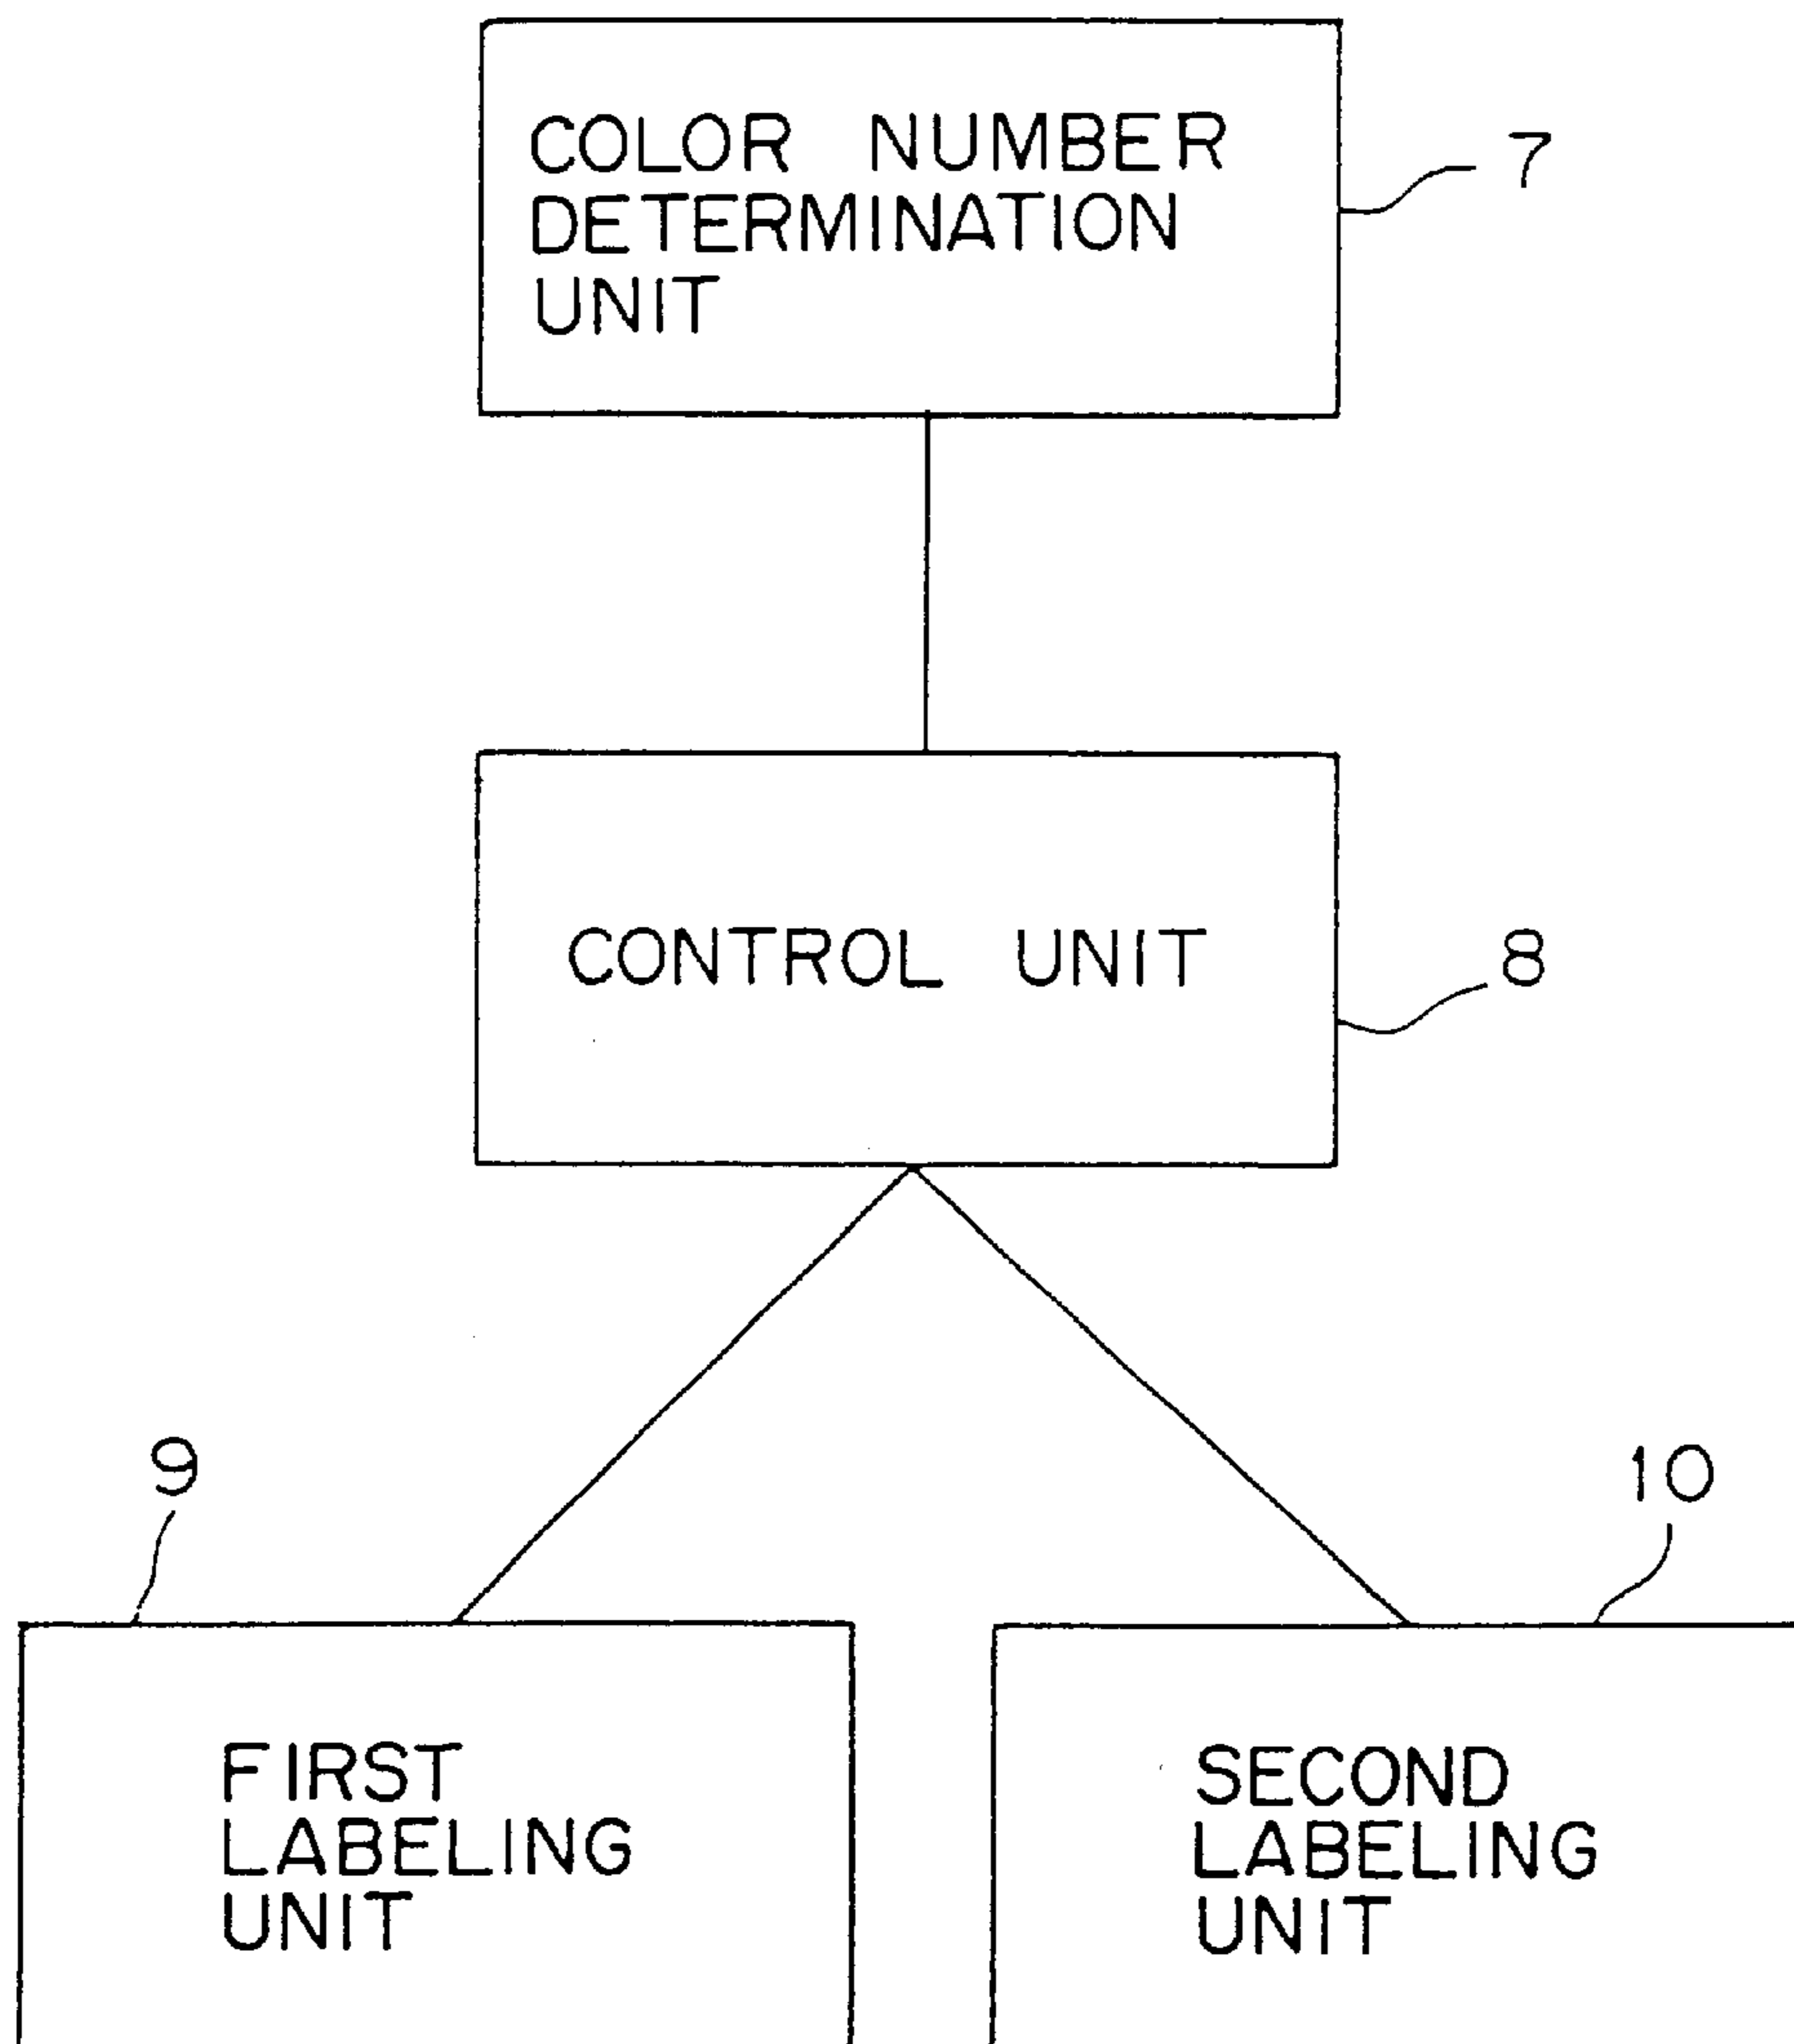 COLOR NUMBER
DETERMINATION
UNIT
7
CONTROL UNIT
8
9
10
FIRST
LABELING
UNIT
SECOND
LABELING
UNIT